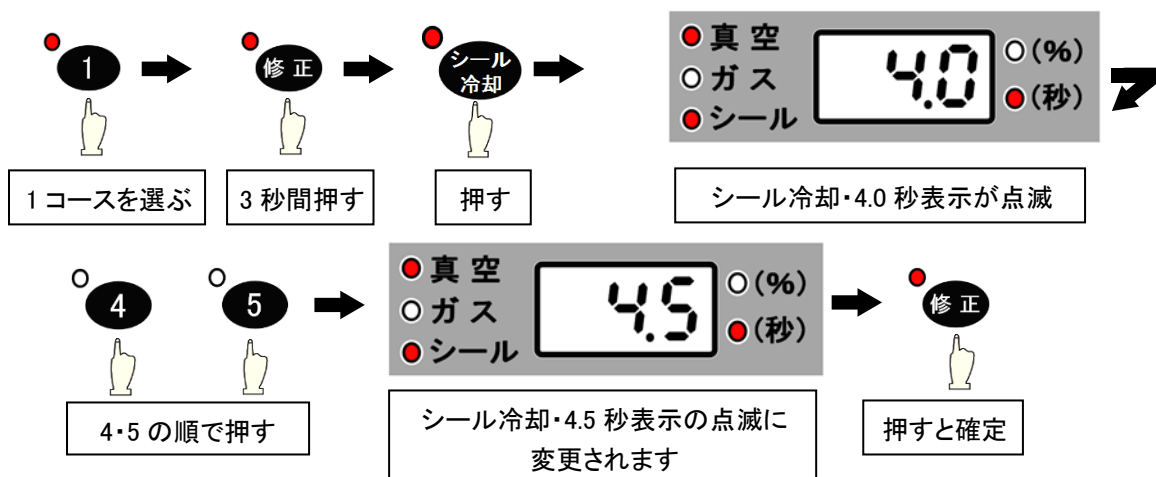 1
修正
シール
冷却
真空
ガス
シール
4.0
(%)
(秒)
1コースを選ぶ
3秒間押す
押す
シール冷却・4.0秒表示が点滅
4
5
真空
ガス
シール
4.5
(%)
(秒)
修正
4・5の順で押す
シール冷却・4.5秒表示の点滅に
変更されます
押すと確定